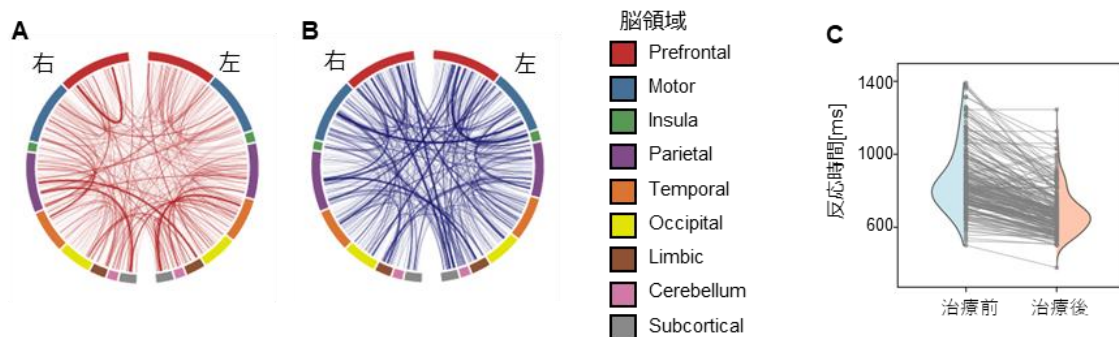 A
右
左
B
右
左
脳領域
Prefrontal
Motor
Insula
Parietal
Temporal
Occipital
Limbic
Cerebellum
Subcortical
C
反応時間[ms]
1400
1000
600
治療前
治療後